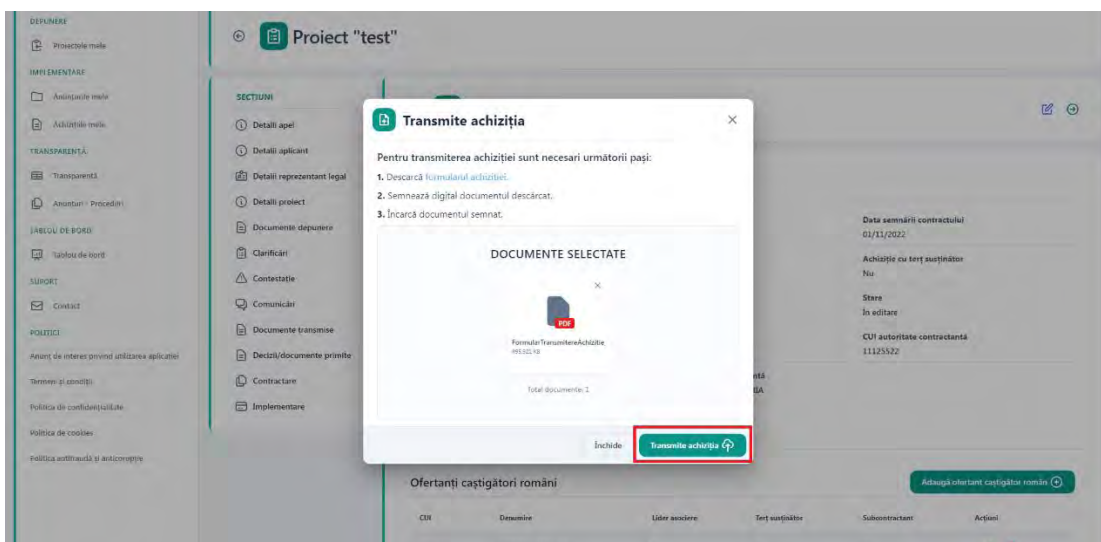 DEPUNERE
Proiectele mele
IMPLEMENTARE
Anunțurile mele
Achizițiile mele
TRANSPARENȚĂ
Transparență
Anunțuri - Proceduri
TABLOU DE BORD
Tablou de bord
SUPORT
Contact
POLITICI
Anunț de interes privind utilizarea aplicației
Termeni și condiții
Politica de confidențialitate
Politica de cookies
Politica antifraudă și anticorupție
Proiect "test"
SECȚIUNI
Detalii apel
Detalii aplicant
Detalii reprezentant legal
Detalii proiect
Documente depunere
Clarificări
Contestație
Comunicări
Documente transmise
Decizii/documente primite
Contractare
Implementare
Transmite achiziția
Pentru transmiterea achiziției sunt necesari următorii pași:
1. Descarcă formularul achiziției.
2. Semnează digital documentul descărcat.
3. Încarcă documentul semnat.
DOCUMENTE SELECTATE
PDF
FormularTransmitereAchizitie
Total documente: 1
Închide
Transmite achiziția
Data semnării contractului
01/11/2022
Achiziție cu terț susținător
Nu
Stare
În editare
CUI autoritate contractantă
11125522
Ofertanți caștigători români
Adaugă ofertant caștigător român
CUI Denumire Lider asociere Terț susținător Subcontractant Acțiuni